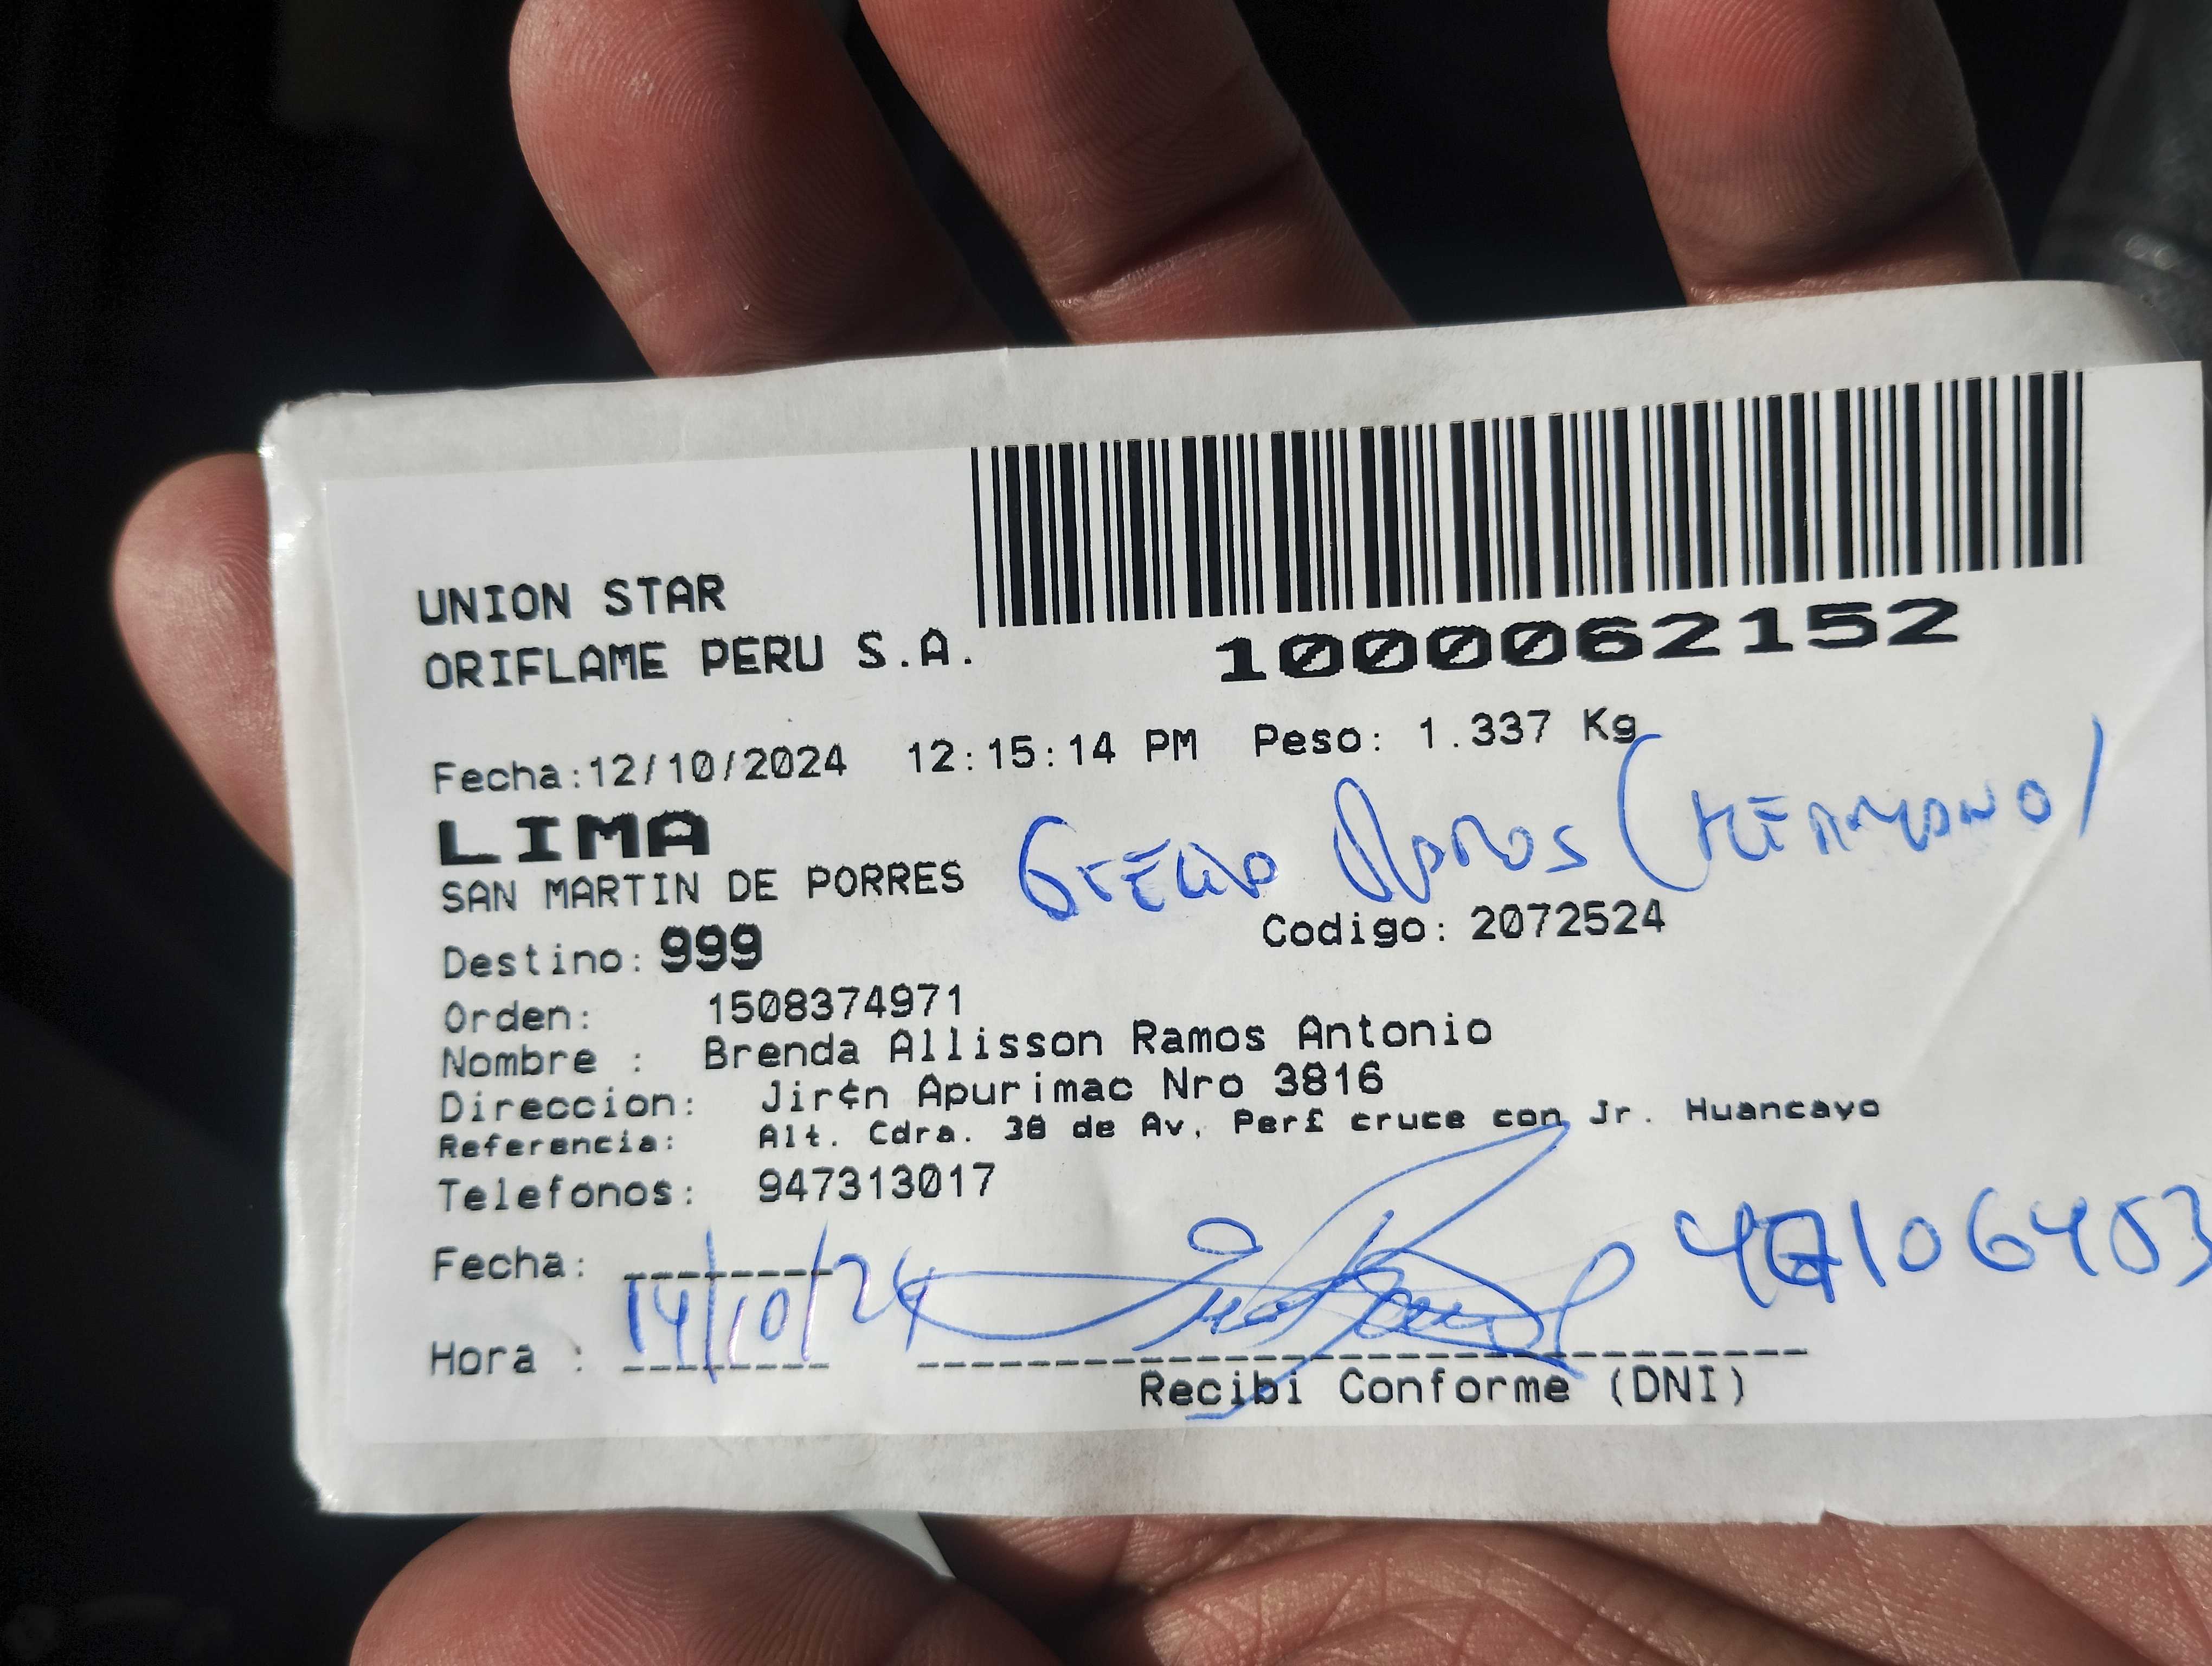 UNION STAR
ORIFLAME PERU S.A.
1000062152
Fecha:12/10/2024 12:15:14 PM Peso: 1.337 Kg
LIMA
SAN MARTIN DE PORRES
Ramos (HERMANO)
Destino: 999 Codigo: 2072524
Orden: 1508374971
Nombre : Brenda Allisson Ramos Antonio
Direccion: Jir¢n Apurimac Nro 3816
Referencia: Alt. Cdra. 38 de Av, Per£ cruce con Jr. Huancayo
Telefonos: 947313017
Fecha: 14/10/24
Hora :
Recibi Conforme (DNI)